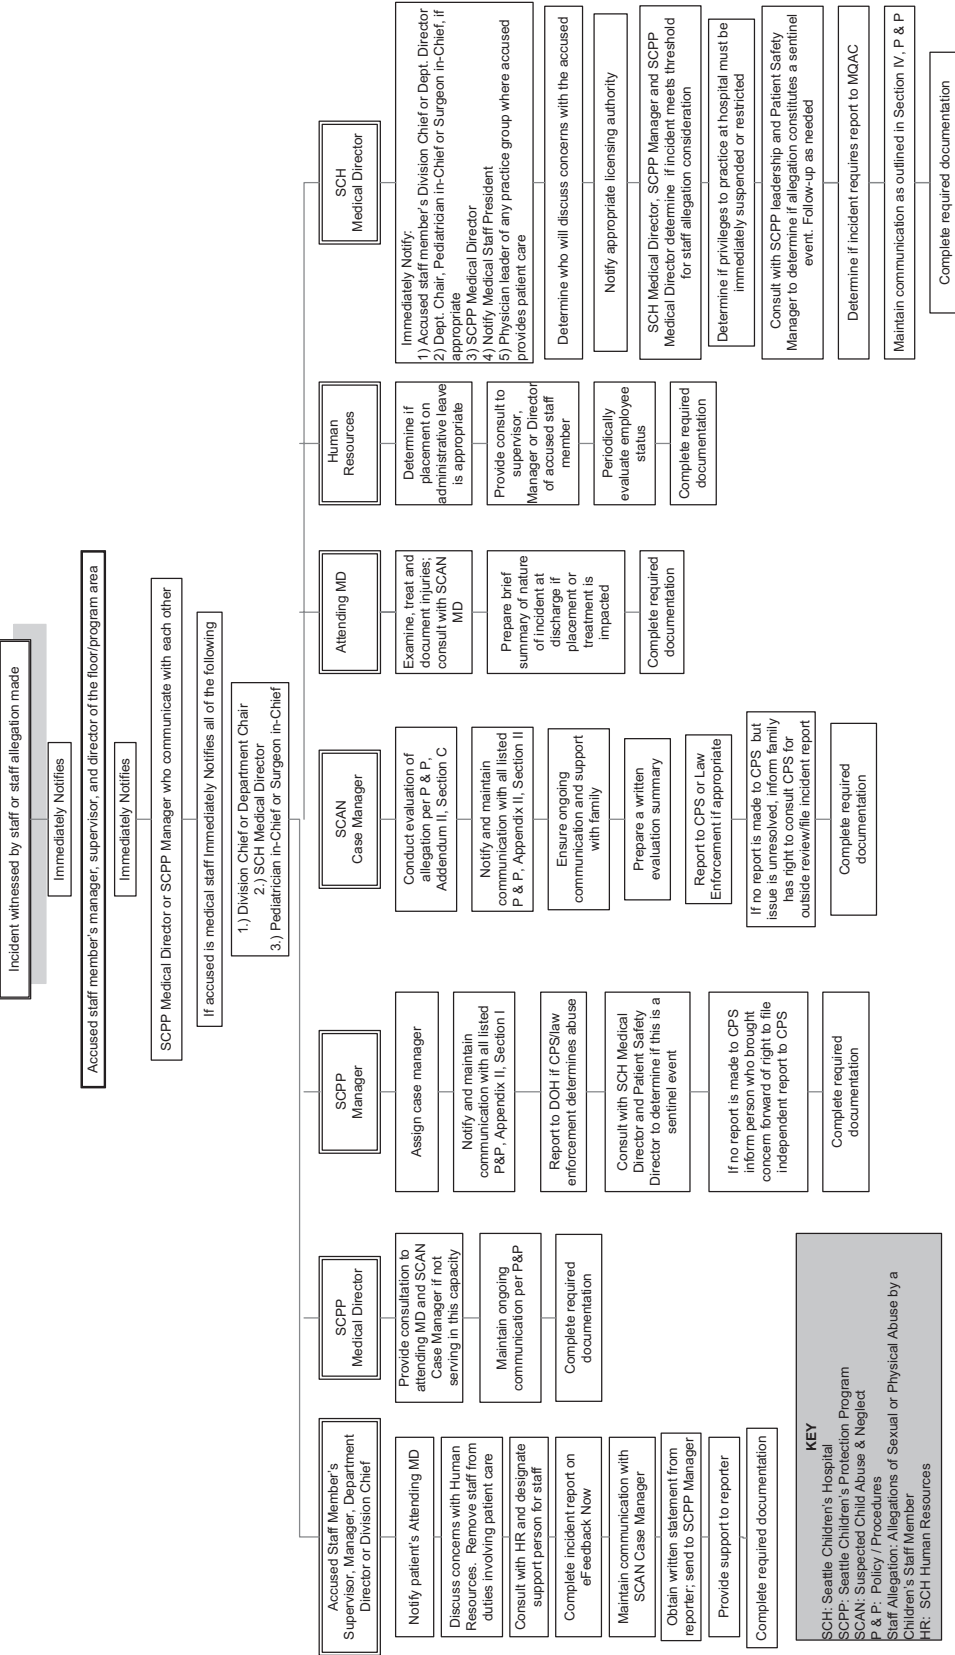 Incident witnessed by staff or staff allegation made
Immediately Notifies
Accused staff member's manager, supervisor, and director of the floor/program area
Immediately Notifies
SCPP Medical Director or SCPP Manager who communicate with each other
If accused is medical staff Immediately Notifies all of the following
1.) Division Chief or Department Chair
2.) SCH Medical Director
3.) Pediatrician in-Chief or Surgeon in-Chief
Accused Staff Member's
Supervisor, Manager, Department
Director or Division Chief
Notify patient's Attending MD
Discuss concerns with Human
Resources. Remove staff from
duties involving patient care
Consult with HR and designate
support person for staff
Complete incident report on
eFeedback Now
Maintain communication with
SCAN Case Manager
Obtain written statement from
reporter; send to SCPP Manager
Provide support to reporter
Complete required documentation
SCPP
Medical Director
Provide consultation to
attending MD and SCAN
Case Manager if not
serving in this capacity
Maintain ongoing
communication per P&P
Complete required
documentation
SCPP
Manager
Assign case manager
Notify and maintain
communication with all listed
P&P, Appendix II, Section I
Report to DOH if CPS/law
enforcement determines abuse
Consult with SCH Medical
Director and Patient Safety
Director to determine if this is a
sentinel event
If no report is made to CPS
inform person who brought
concern forward of right to file
independent report to CPS
Complete required
documentation
SCAN
Case Manager
Conduct evaluation of
allegation per P & P,
Addendum II, Section C
Notify and maintain
communication with all listed
P & P, Appendix II, Section II
Ensure ongoing
communication and support
with family
Prepare a written
evaluation summary
Report to CPS or Law
Enforcement if appropriate
If no report is made to CPS but
issue is unresolved, inform family
has right to consult CPS for
outside review/file incident report
Complete required
documentation
Attending MD
Examine, treat and
document injuries;
consult with SCAN
MD
Prepare brief
summary of nature
of incident at
discharge if
placement or
treatment is
impacted
Complete required
documentation
Human
Resources
Determine if
placement on
administrative leave
is appropriate
Provide consult to
supervisor,
Manager or Director
of accused staff
member
Periodically
evaluate employee
status
Complete required
documentation
SCH
Medical Director
Immediately Notify:
1) Accused staff member's Division Chief or Dept. Director
2) Dept. Chair, Pediatrician in-Chief or Surgeon in-Chief, if
appropriate
3) SCPP Medical Director
4) Notify Medical Staff President
5) Physician leader of any practice group where accused
provides patient care
Determine who will discuss concerns with the accused
Notify appropriate licensing authority
SCH Medical Director, SCPP Manager and SCPP
Medical Director determine if incident meets threshold
for staff allegation consideration
Determine if privileges to practice at hospital must be
immediately suspended or restricted
Consult with SCPP leadership and Patient Safety
Manager to determine if allegation constitutes a sentinel
event. Follow-up as needed
Determine if incident requires report to MQAC
Maintain communication as outlined in Section IV, P & P
Complete required documentation
KEY
SCH: Seattle Children's Hospital
SCPP: Seattle Children's Protection Program
SCAN: Suspected Child Abuse & Neglect
P & P: Policy / Procedures
Staff Allegation: Allegations of Sexual or Physical Abuse by a
Children's Staff Member
HR: SCH Human Resources